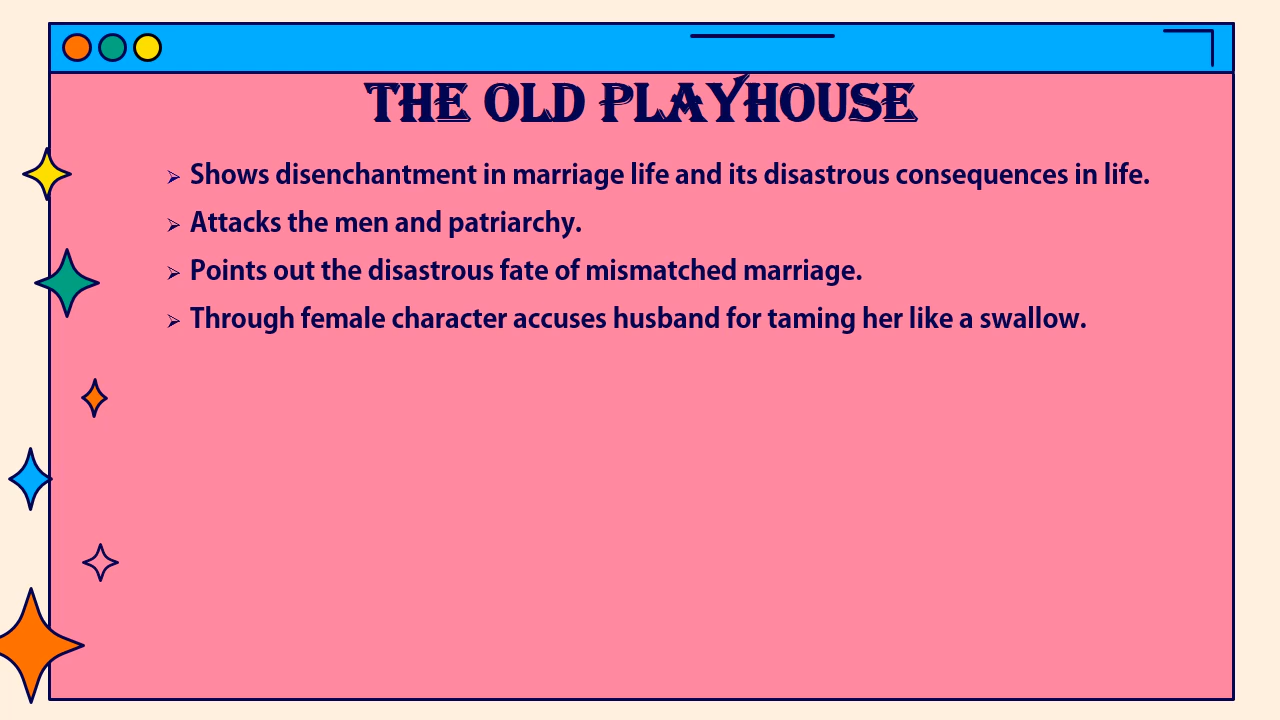 THE OLD PLAYHOUSE
➢ Shows disenchantment in marriage life and its disastrous consequences in life.
➢ Attacks the men and patriarchy.
➢ Points out the disastrous fate of mismatched marriage.
➢ Through female character accuses husband for taming her like a swallow.